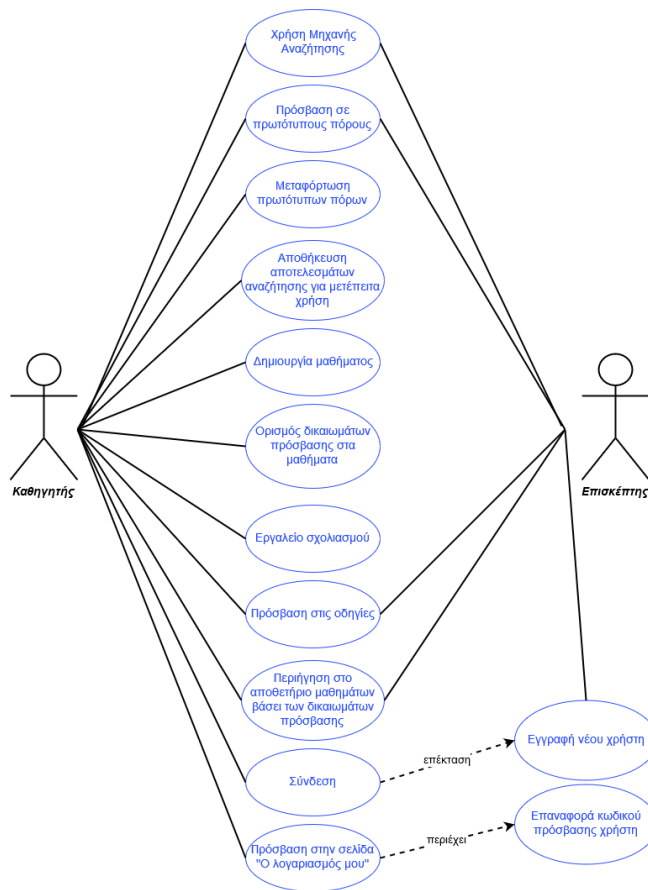 Χρήση Μηχανής
Αναζήτησης
Πρόσβαση σε
πρωτότυπους πόρους
Μεταφόρτωση
πρωτότυπων πόρων
Αποθήκευση
αποτελεσμάτων
αναζήτησης για μετέπειτα
χρήση
Δημιουργία μαθήματος
Ορισμός δικαιωμάτων
πρόσβασης στα
μαθήματα
Καθηγητής
Επισκέπτης
Εργαλείο σχολιασμού
Πρόσβαση στις οδηγίες
Περιήγηση στο
αποθετήριο μαθημάτων
βάσει των δικαιωμάτων
πρόσβασης
Εγγραφή νέου χρήστη
επέκταση
Σύνδεση
Επαναφορά κωδικού
πρόσβασης χρήστη
περιέχει
Πρόσβαση στην σελίδα
"Ο λογαριασμός μου"